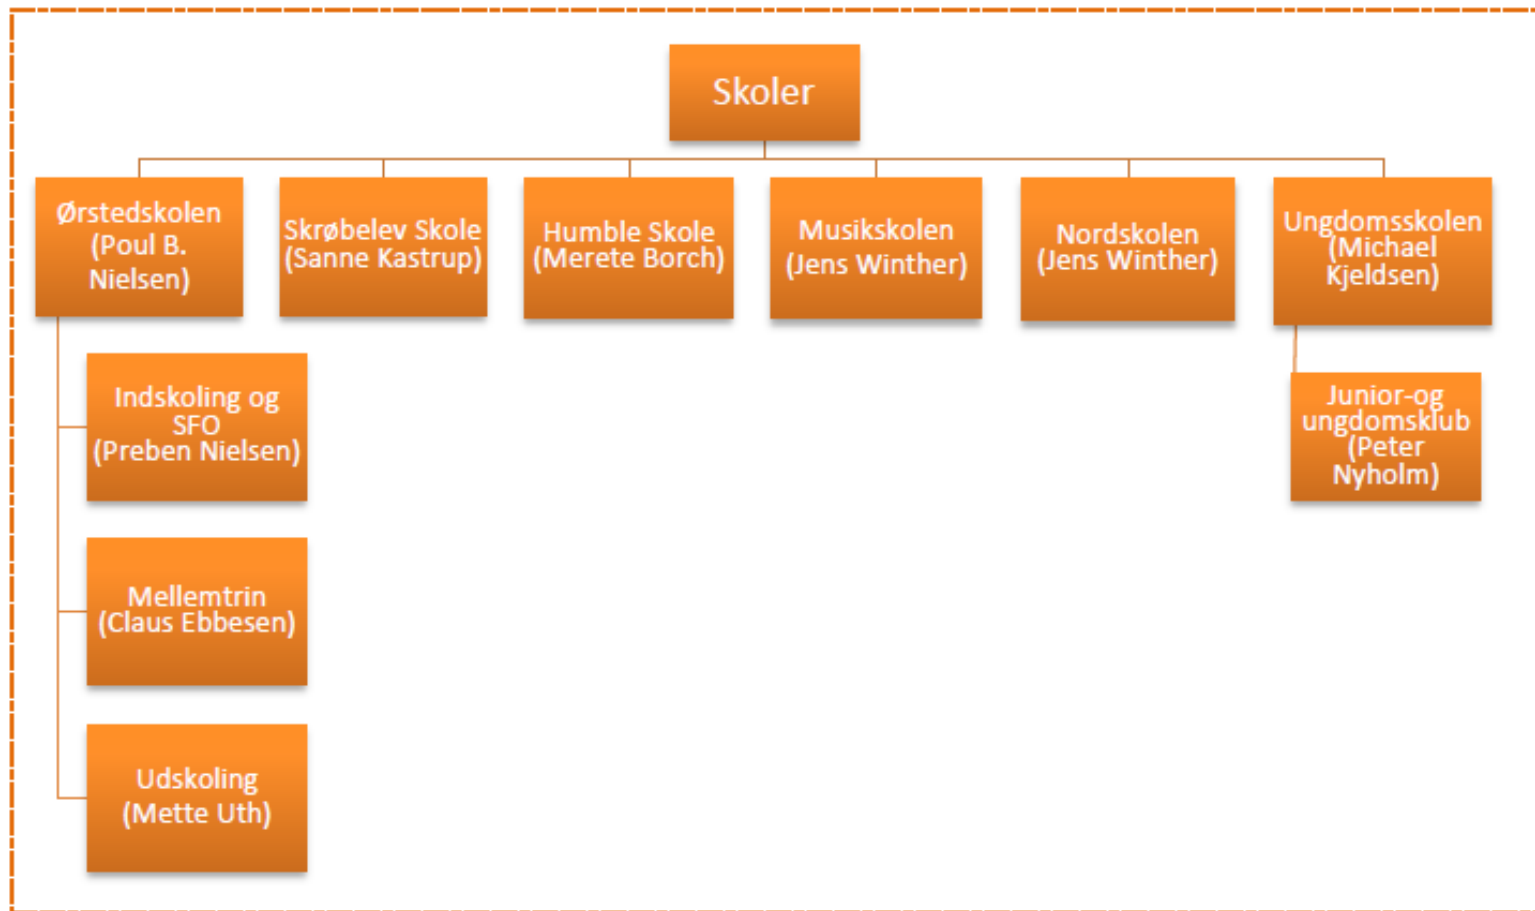 Skoler
Ørstedskolen
(Poul B.
Nielsen)
Skrøbelev Skole
(Sanne Kastrup)
Humble Skole
(Merete Borch)
Musikskolen
(Jens Winther)
Nordskolen
(Jens Winther)
Ungdomsskolen
(Michael
Kjeldsen)
Indskoling og
SFO
(Preben Nielsen)
Junior-og
ungdomsklub
(Peter
Nyholm)
Mellemtrin
(Claus Ebbesen)
Udskoling
(Mette Uth)